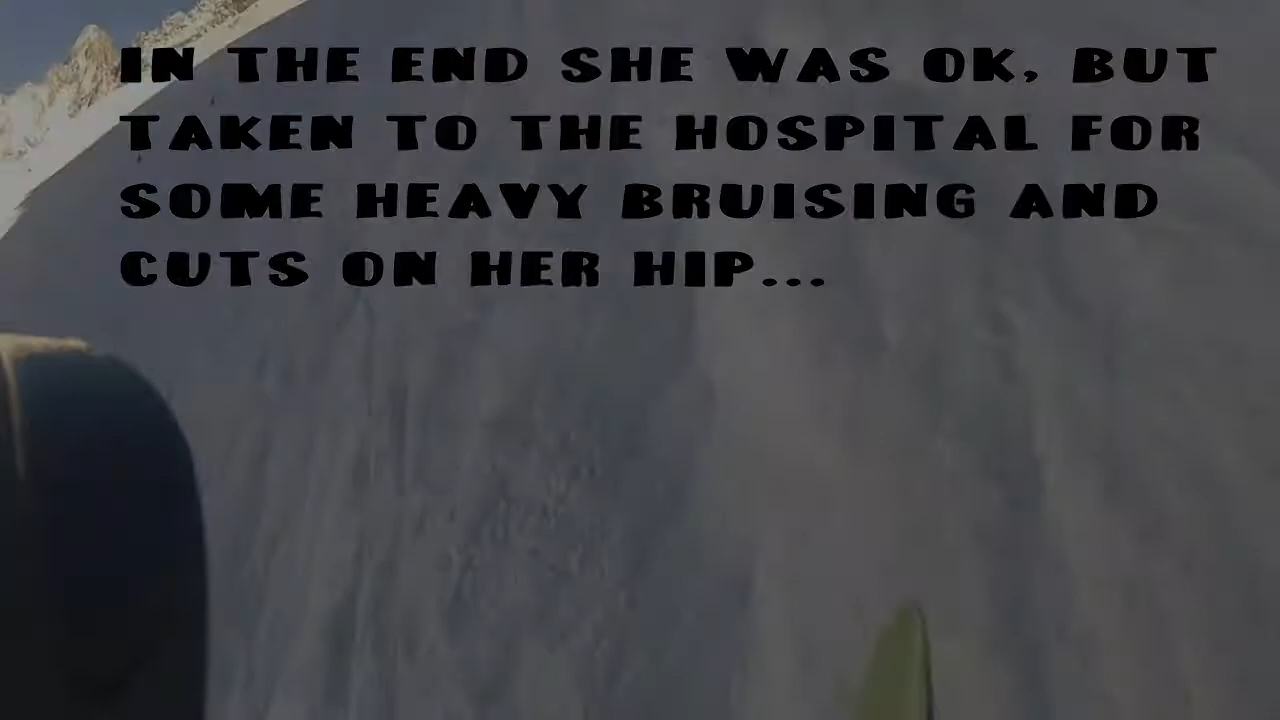 IN THE END SHE WAS OK, BUT
TAKEN TO THE HOSPITAL FOR
SOME HEAVY BRUISING AND
CUTS ON HER HIP...